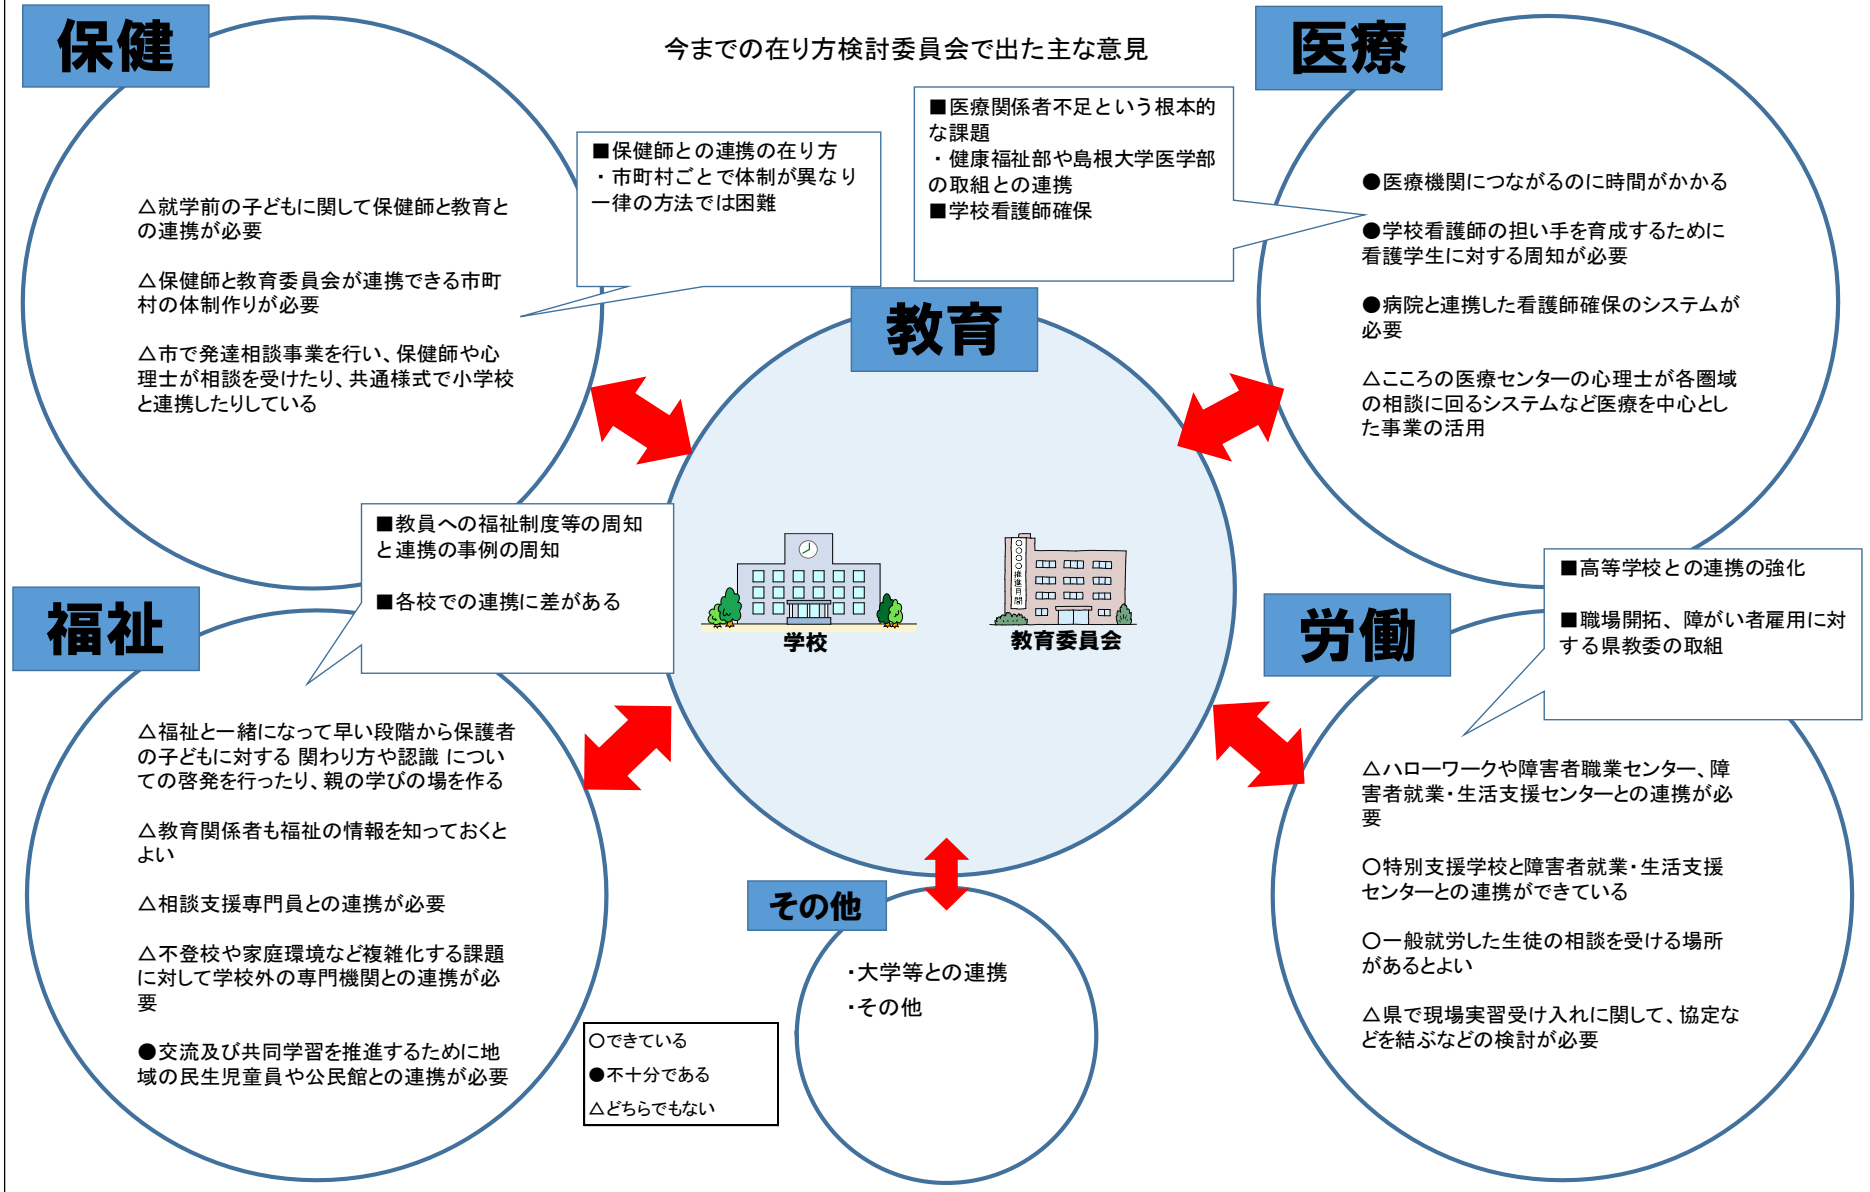 今までの在り方検討委員会で出た主な意見
保健
△就学前の子どもに関して保健師と教育と
の連携が必要
△保健師と教育委員会が連携できる市町
村の体制作りが必要
△市で発達相談事業を行い、保健師や心
理士が相談を受けたり、共通様式で小学校
と連携したりしている
■保健師との連携の在り方
・市町村ごとで体制が異なり
一律の方法では困難
■医療関係者不足という根本的
な課題
・健康福祉部や島根大学医学部
の取組との連携
■学校看護師確保
医療
●医療機関につながるのに時間がかかる
●学校看護師の担い手を育成するために
看護学生に対する周知が必要
●病院と連携した看護師確保のシステムが
必要
△こころの医療センターの心理士が各圏域
の相談に回るシステムなど医療を中心とし
た事業の活用
教育
〇〇〇〇推進月間
学校
教育委員会
■教員への福祉制度等の周知
と連携の事例の周知
■各校での連携に差がある
福祉
△福祉と一緒になって早い段階から保護者
の子どもに対する 関わり方や認識 につい
ての啓発を行ったり、親の学びの場を作る
△教育関係者も福祉の情報を知っておくと
よい
△相談支援専門員との連携が必要
△不登校や家庭環境など複雑化する課題
に対して学校外の専門機関との連携が必
要
●交流及び共同学習を推進するために地
域の民生児童員や公民館との連携が必要
■高等学校との連携の強化
■職場開拓、障がい者雇用に対
する県教委の取組
労働
△ハローワークや障害者職業センター、障
害者就業・生活支援センターとの連携が必
要
〇特別支援学校と障害者就業・生活支援
センターとの連携ができている
〇一般就労した生徒の相談を受ける場所
があるとよい
△県で現場実習受け入れに関して、協定な
どを結ぶなどの検討が必要
その他
・大学等との連携
・その他
〇できている
●不十分である
△どちらでもない